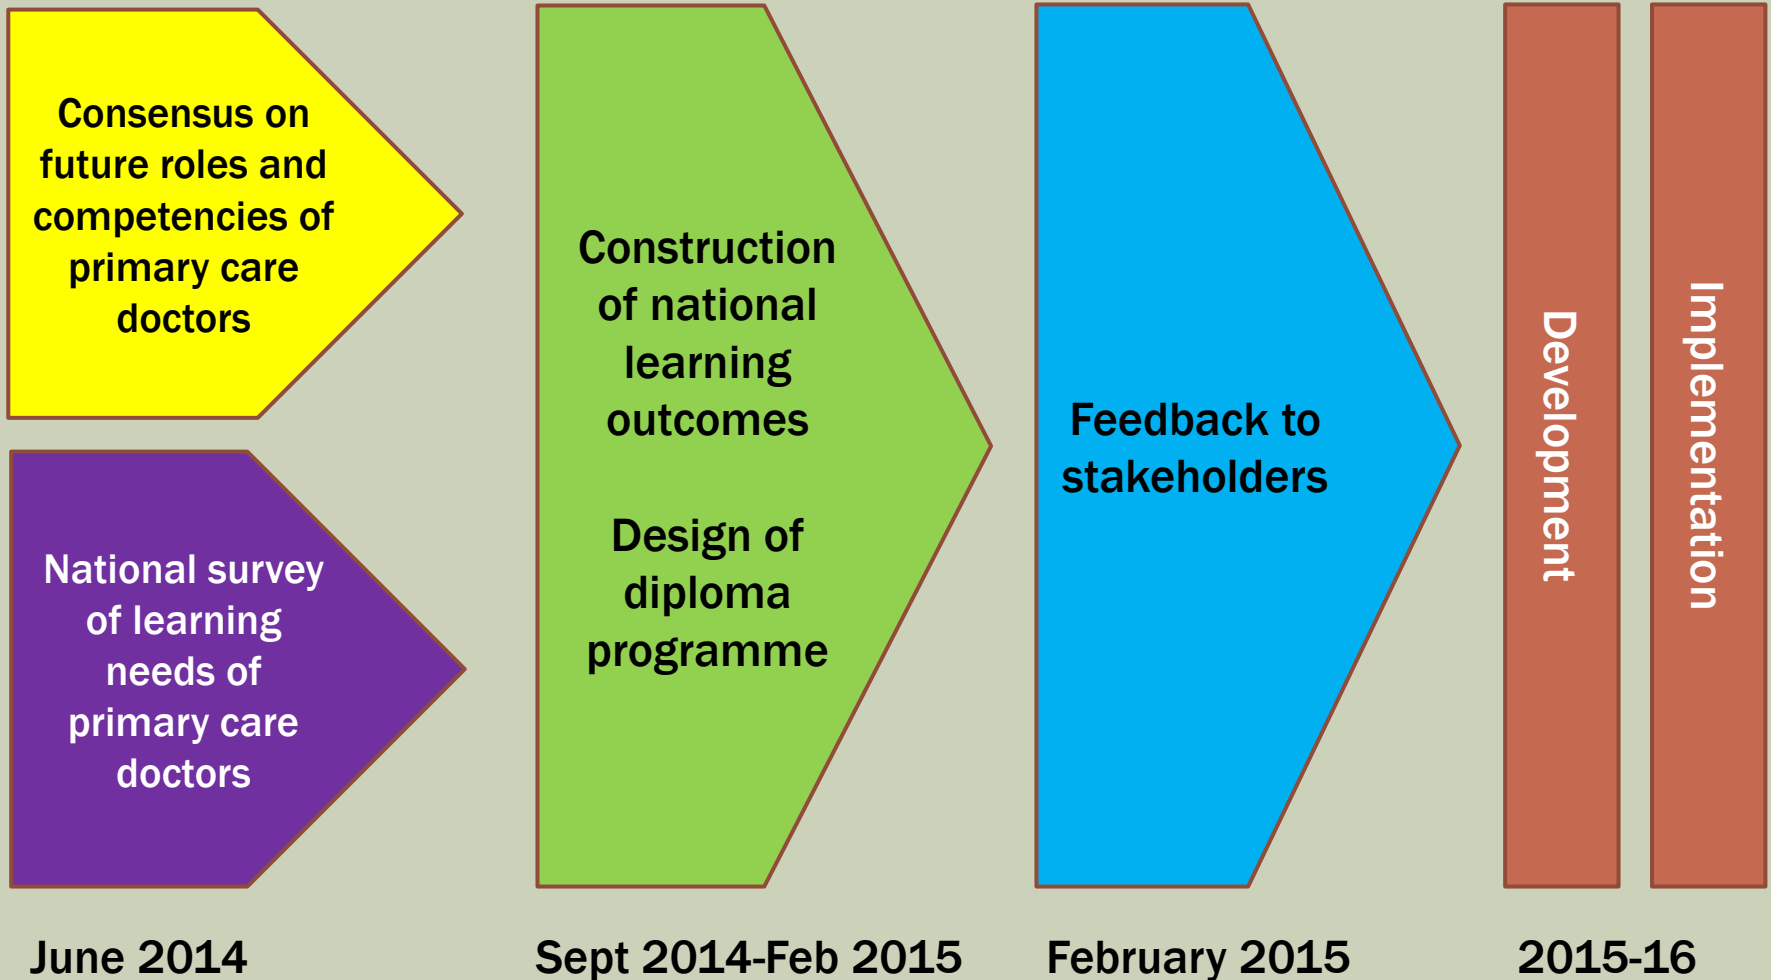 Consensus on
future roles and
competencies of
primary care
doctors
National survey
of learning
needs of
primary care
doctors
Construction
of national
learning
outcomes
Design of
diploma
programme
Feedback to
stakeholders
Development
Implementation
June 2014
Sept 2014-Feb 2015
February 2015
2015-16